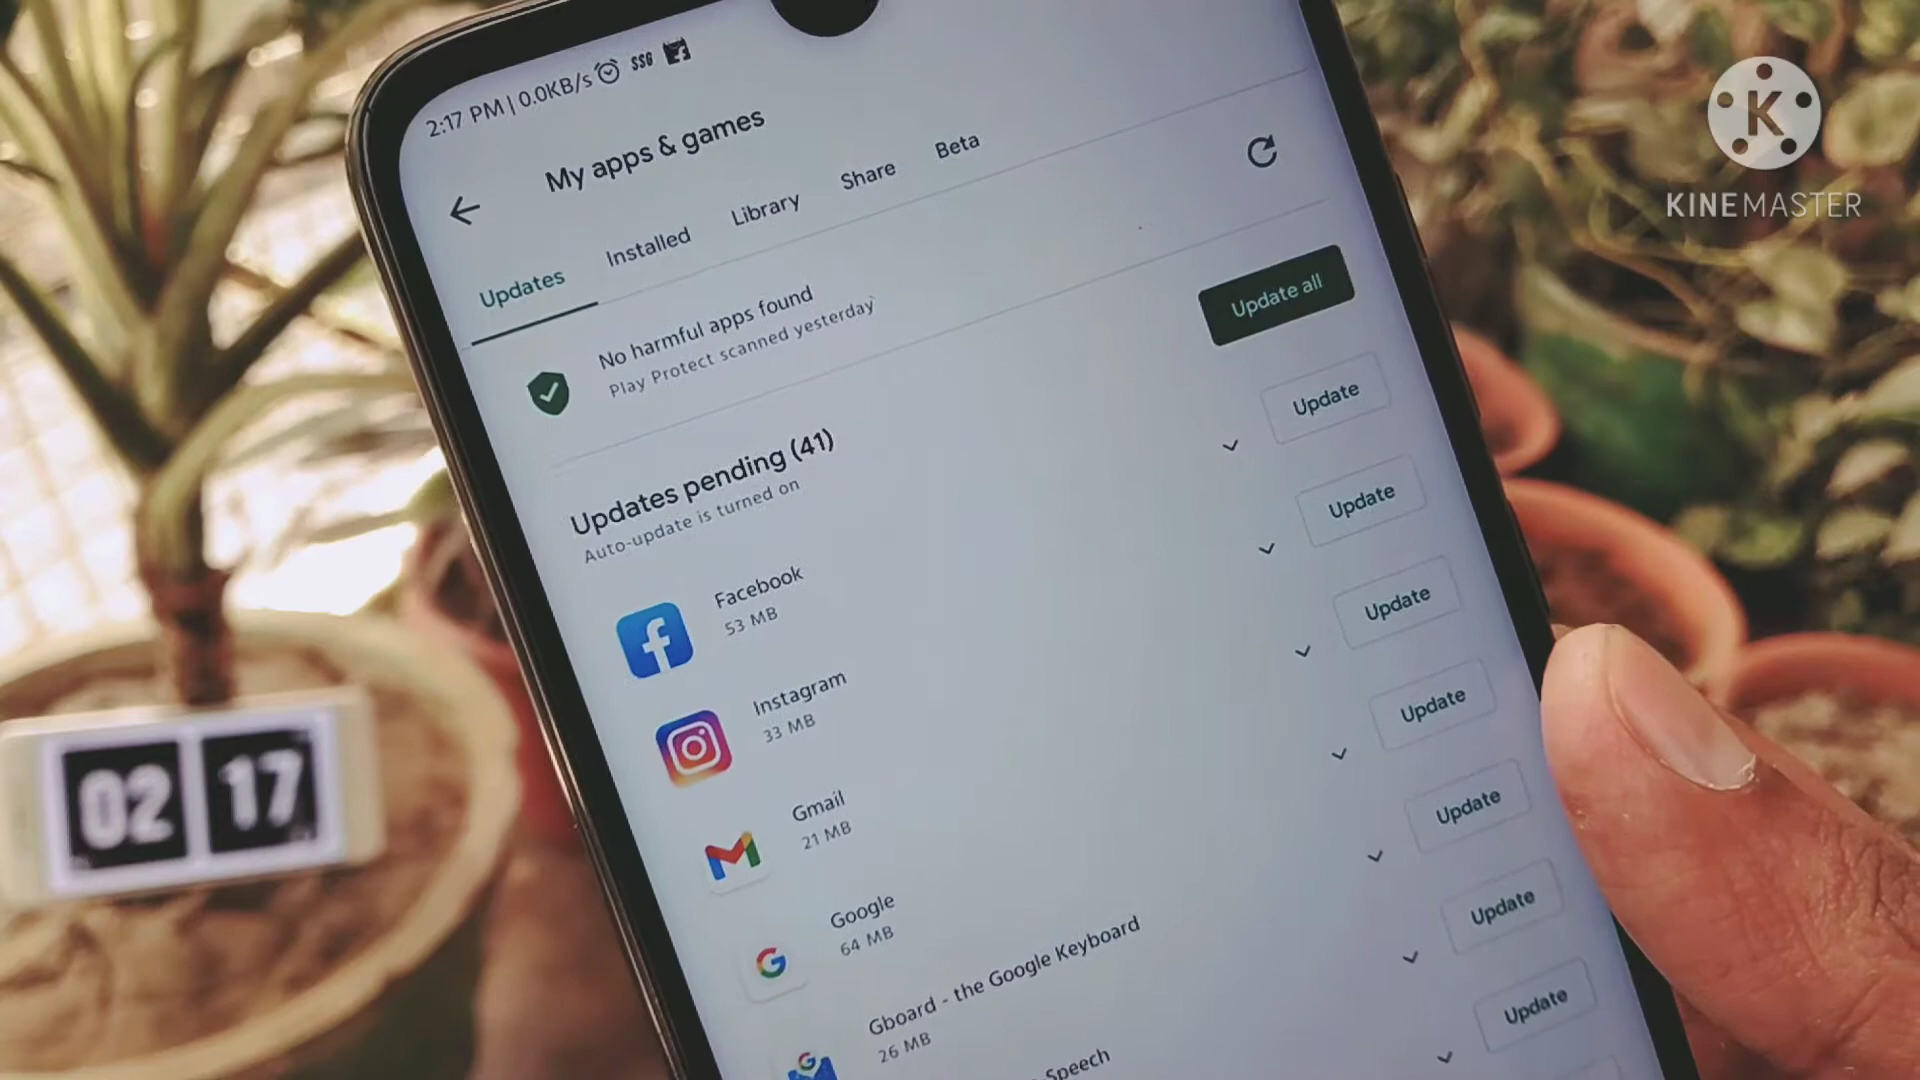 2:17 PM | 0.0KB/s
My apps & games
Updates
Installed
Library
Share
Beta
No harmful apps found
Play Protect scanned yesterday
Update all
Updates pending (41)
Auto-update is turned on
Facebook
53 MB
Update
Instagram
33 MB
Update
Gmail
21 MB
Update
Google
64 MB
Update
Gboard - the Google Keyboard
26 MB
Update
Speech
Update
Update
02 17
K
KINEMASTER